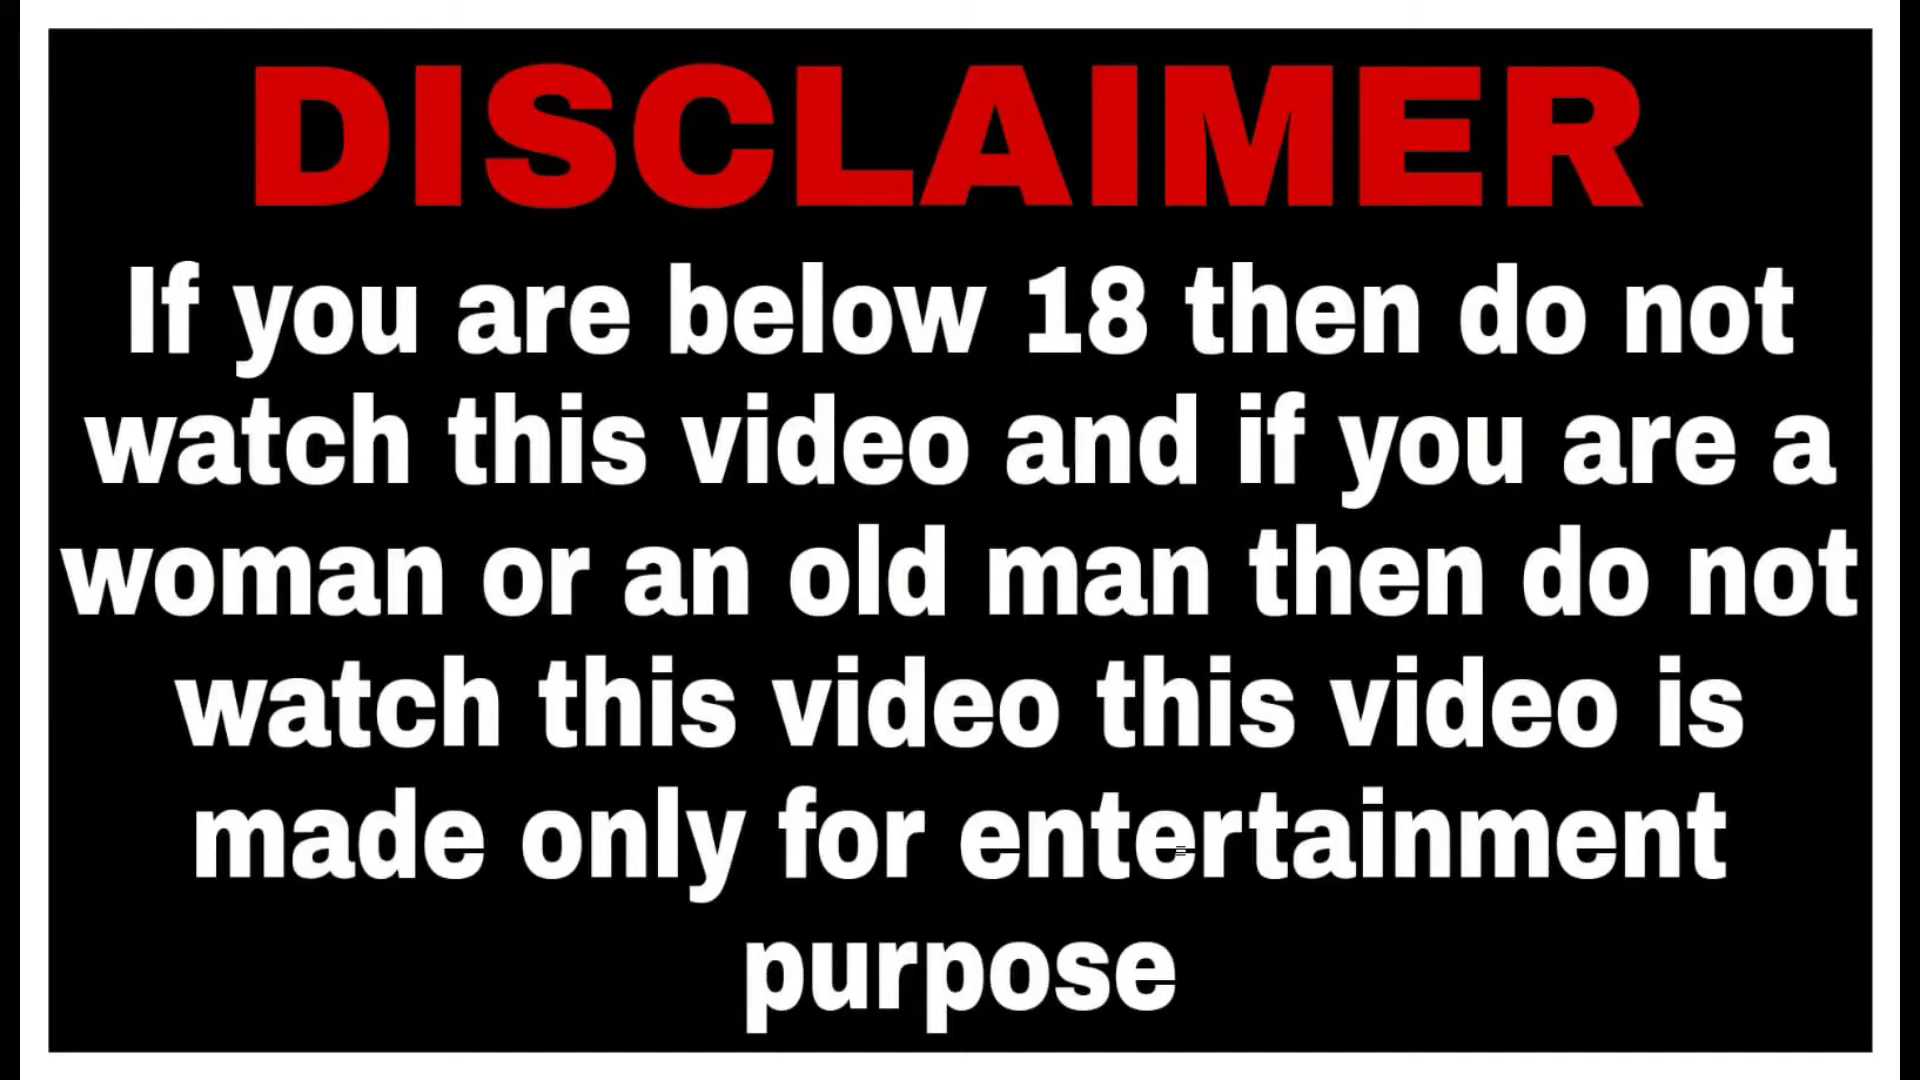 DISCLAIMER
If you are below 18 then do not
watch this video and if you are a
woman or an old man then do not
watch this video this video is
made only for entertainment
purpose